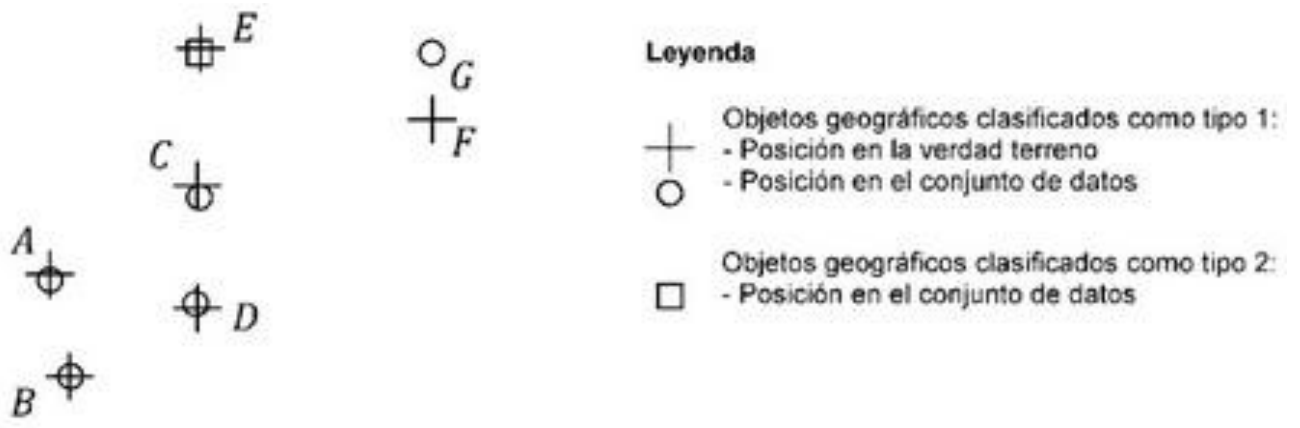 E
G
F
C
A
D
B
Leyenda
Objetos geográficos clasificados como tipo 1:
- Posición en la verdad terreno
- Posición en el conjunto de datos
Objetos geográficos clasificados como tipo 2:
- Posición en el conjunto de datos